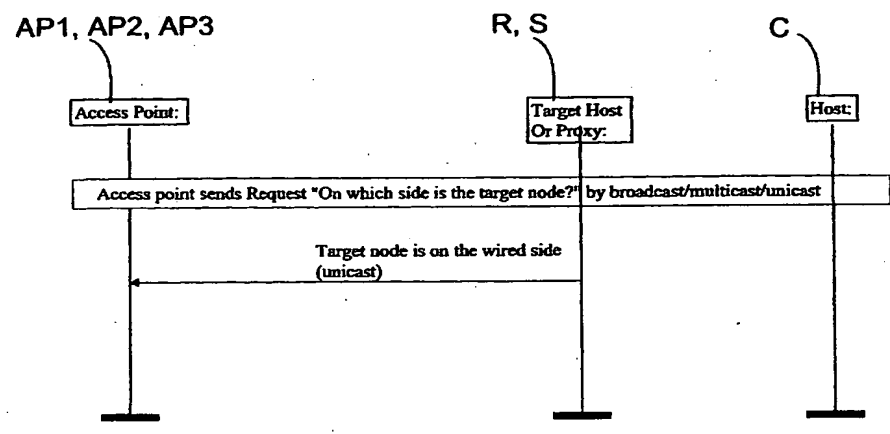 AP1, AP2, AP3
R, S
C
Access Point:
Target Host
Or Proxy:
Host:
Access point sends Request "On which side is the target node?" by broadcast/multicast/unicast
Target node is on the wired side
(unicast)